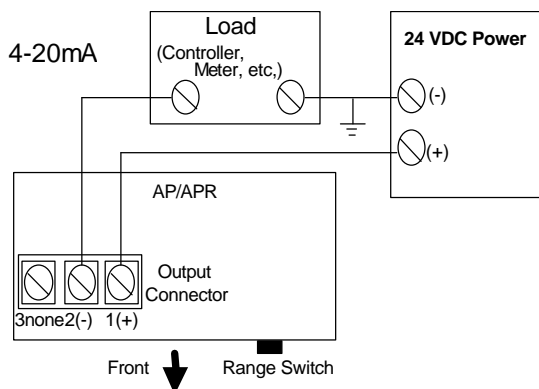 4-20mA
Load
(Controller,
Meter, etc,)
24 VDC Power
(-)
(+)
AP/APR
Output
Connector
3none2(-) 1(+)
Front
Range Switch